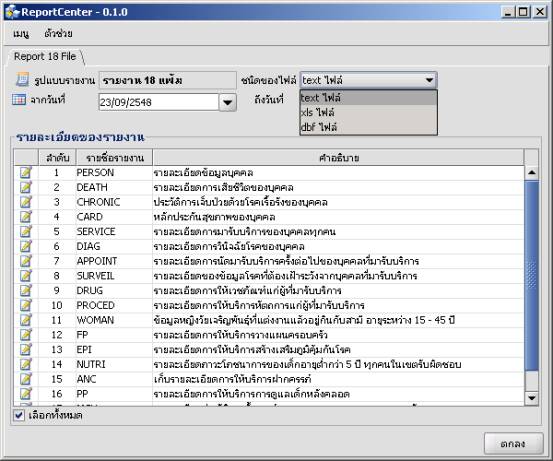 ReportCenter - 0.1.0
เมนู ตัวช่วย
Report 18 File
รูปแบบรายงาน รายงาน 18 แฟ้ม ชนิดของไฟล์ text ไฟล์
จากวันที่ 23/09/2548 ถึงวันที่
text ไฟล์
xls ไฟล์
dbf ไฟล์
รายละเอียดของรายงาน
ลำดับ รายชื่อรายงาน คำอธิบาย
1 PERSON รายละเอียดข้อมูลบุคคล
2 DEATH รายละเอียดการเสียชีวิตของบุคคล
3 CHRONIC ประวัติการเจ็บป่วยด้วยโรคเรื้อรังของบุคคล
4 CARD หลักประกันสุขภาพของบุคคล
5 SERVICE รายละเอียดการมารับบริการของบุคคลทุกคน
6 DIAG รายละเอียดการวินิจฉัยโรคของบุคคล
7 APPOINT รายละเอียดการนัดมารับบริการครั้งต่อไปของบุคคลที่มารับบริการ
8 SURVEIL รายละเอียดของข้อมูลโรคที่ต้องเฝ้าระวังจากบุคคลที่มารับบริการ
9 DRUG รายละเอียดการให้เวชภัณฑ์แก่ผู้ที่มารับบริการ
10 PROCED รายละเอียดการให้บริการหัตถการแก่ผู้ที่มารับบริการ
11 WOMAN ข้อมูลหญิงวัยเจริญพันธุ์ที่แต่งงานแล้วอยู่กินกับสามี อายุระหว่าง 15 - 45 ปี
12 FP รายละเอียดการให้บริการวางแผนครอบครัว
13 EPI รายละเอียดการให้บริการสร้างเสริมภูมิคุ้มกันโรค
14 NUTRI รายละเอียดภาวะโภชนาการของเด็กอายุต่ำกว่า 5 ปี ทุกคนในเขตรับผิดชอบ
15 ANC เก็บรายละเอียดการให้บริการฝากครรภ์
16 PP รายละเอียดการให้บริการการดูแลเด็กหลังคลอด
เลือกทั้งหมด
ตกลง